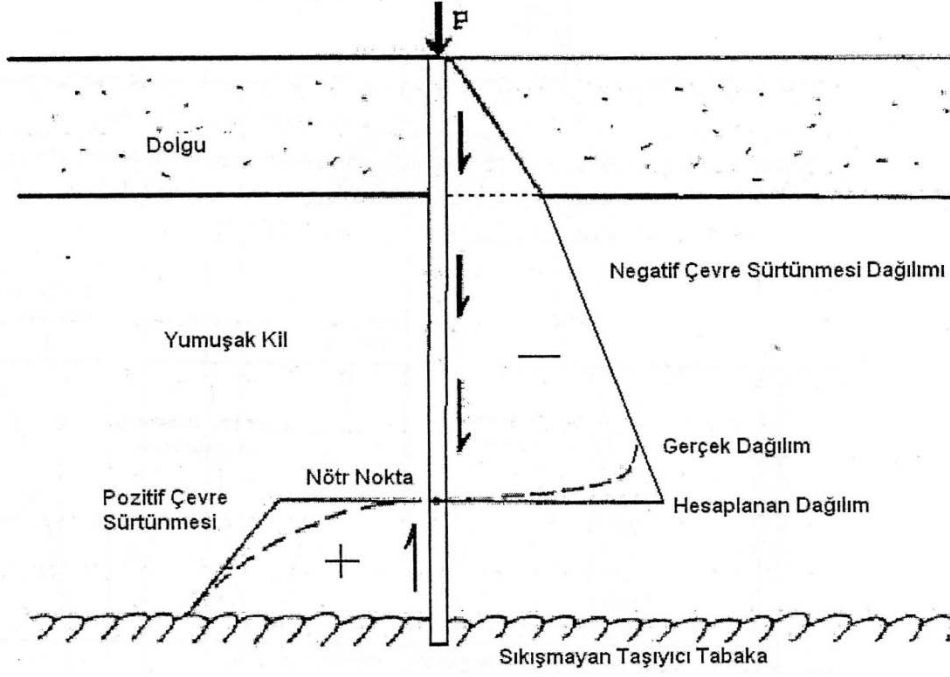 P
Dolgu
Negatif Çevre Sürtünmesi Dağılımı
Yumuşak Kil
Gerçek Dağılım
Nötr Nokta
Pozitif Çevre
Sürtünmesi
Hesaplanan Dağılım
Sıkışmayan Taşıyıcı Tabaka